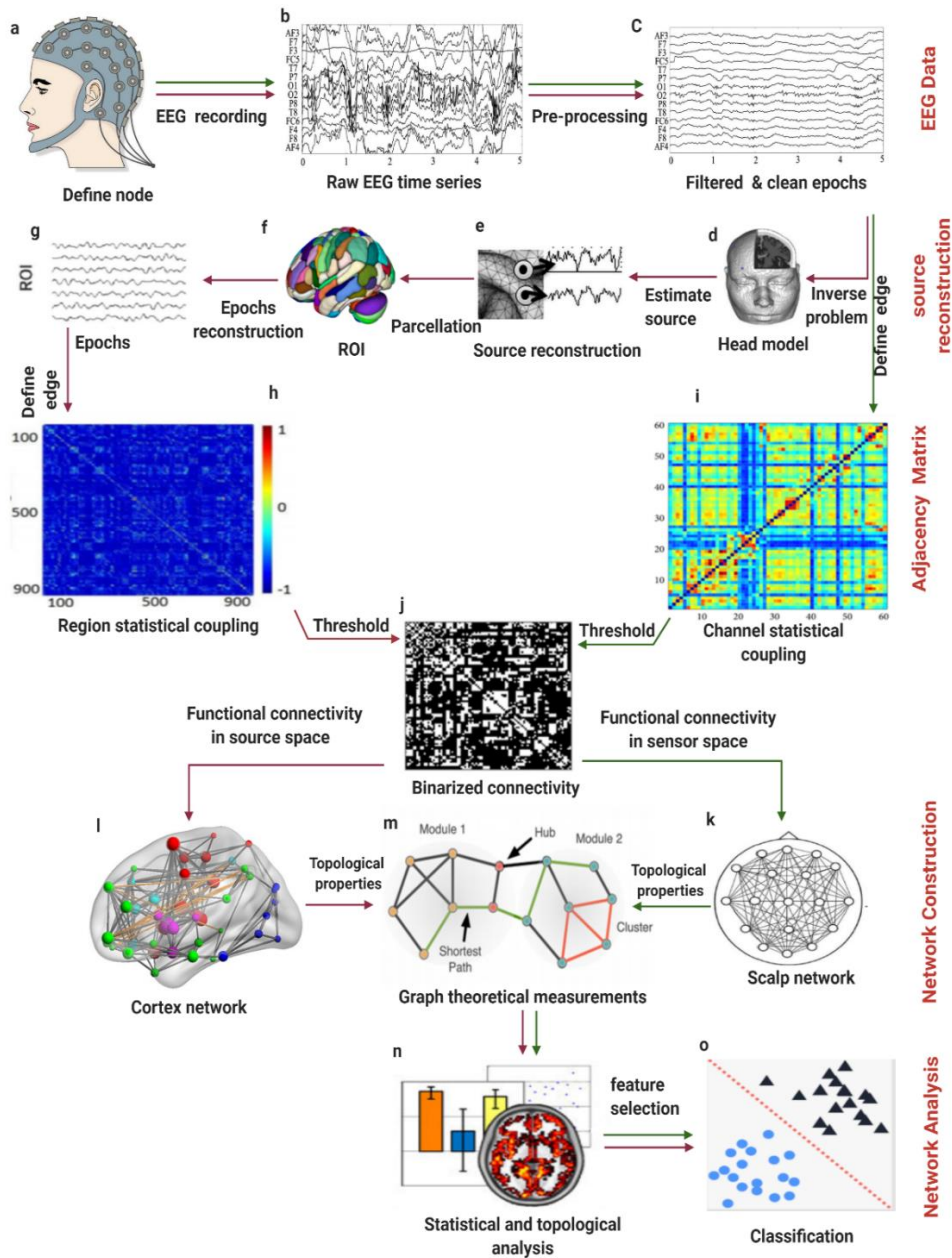 a
b
C
AF3
F7
F3
FC5
T7
P7
O1
O2
P8
T8
FC6
F4
F8
AF4
0 1 2 3 4 5
AF3
F7
F3
FC5
T7
P7
O1
O2
P8
T8
FC6
F4
F8
AF4
0 1 2 3 4 5
EEG recording
Pre-processing
EEG Data
Define node
Raw EEG time series
Filtered & clean epochs
g
f
e
d
ROI
Epochs
reconstruction
Parcellation
Estimate
source
Inverse
problem
Define edge
source
reconstruction
Epochs
ROI
Source reconstruction
Head model
Define
edge
h
i
100
500
900
100 500 900
1
0
-1
60
50
40
30
20
10
10 20 30 40 50 60
Adjacency Matrix
Region statistical coupling
Channel statistical
coupling
Threshold
j
Threshold
Functional connectivity
in source space
Functional connectivity
in sensor space
Binarized connectivity
l
m
k
Module 1
Hub
Module 2
Topological
properties
Topological
properties
Cluster
Shortest
Path
Cortex network
Graph theoretical measurements
Scalp network
Network Construction
n
o
feature
selection
Statistical and topological
analysis
Classification
Network Analysis